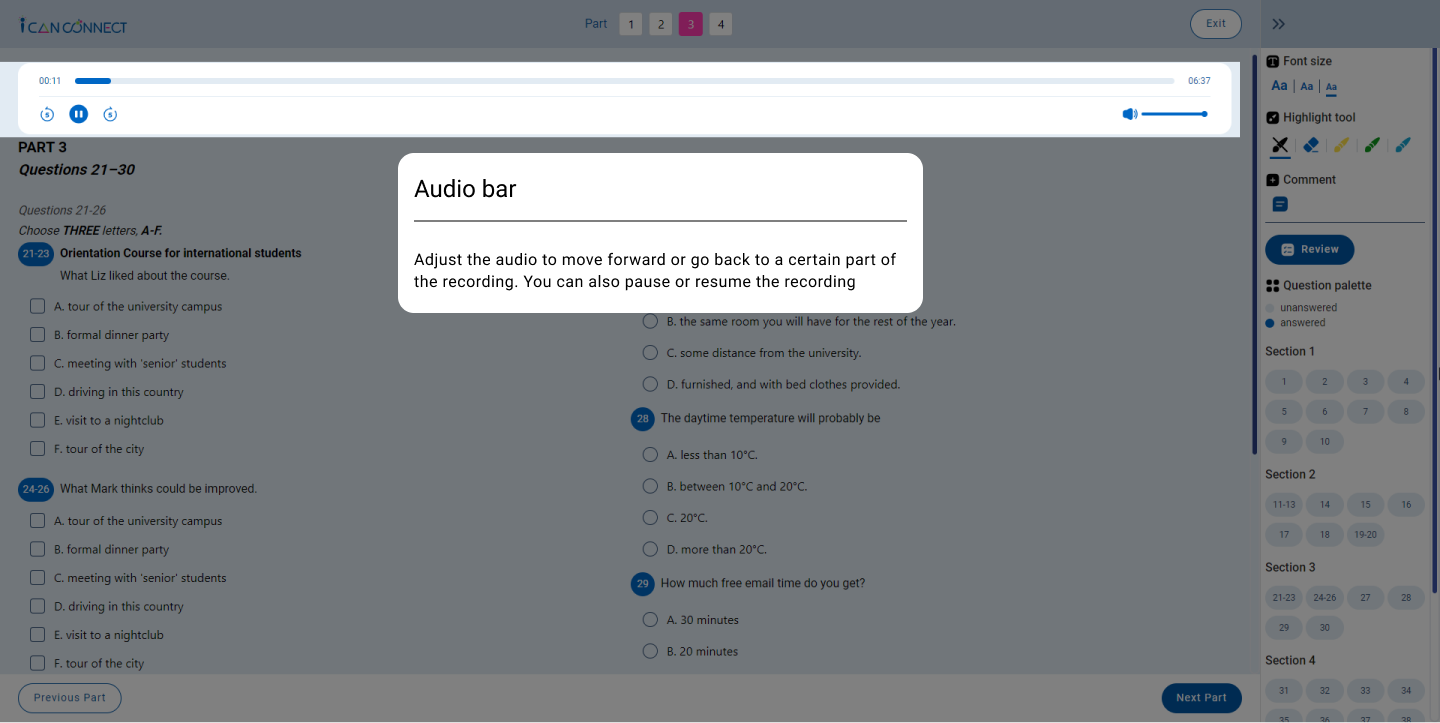 i CAN CONNECT
Part 1 2 3 4
Exit
00:11
06:37
5
5
PART 3
Questions 21–30
Questions 21-26
Choose THREE letters, A-F.
21-23 Orientation Course for international students
What Liz liked about the course.
A. tour of the university campus
B. formal dinner party
C. meeting with 'senior' students
D. driving in this country
E. visit to a nightclub
F. tour of the city
24-26 What Mark thinks could be improved.
A. tour of the university campus
B. formal dinner party
C. meeting with 'senior' students
D. driving in this country
E. visit to a nightclub
F. tour of the city
Audio bar
Adjust the audio to move forward or go back to a certain part of
the recording. You can also pause or resume the recording
B. the same room you will have for the rest of the year.
C. some distance from the university.
D. furnished, and with bed clothes provided.
28 The daytime temperature will probably be
A. less than 10°C.
B. between 10°C and 20°C.
C. 20°C.
D. more than 20°C.
29 How much free email time do you get?
A. 30 minutes
B. 20 minutes
Previous Part
Next Part
Font size
Aa Aa Aa
Highlight tool
Comment
Review
Question palette
unanswered
answered
Section 1
1 2 3 4
5 6 7 8
9 10
Section 2
11-13 14 15 16
17 18 19-20
Section 3
21-23 24-26 27 28
29 30
Section 4
31 32 33 34
35 36 37 38